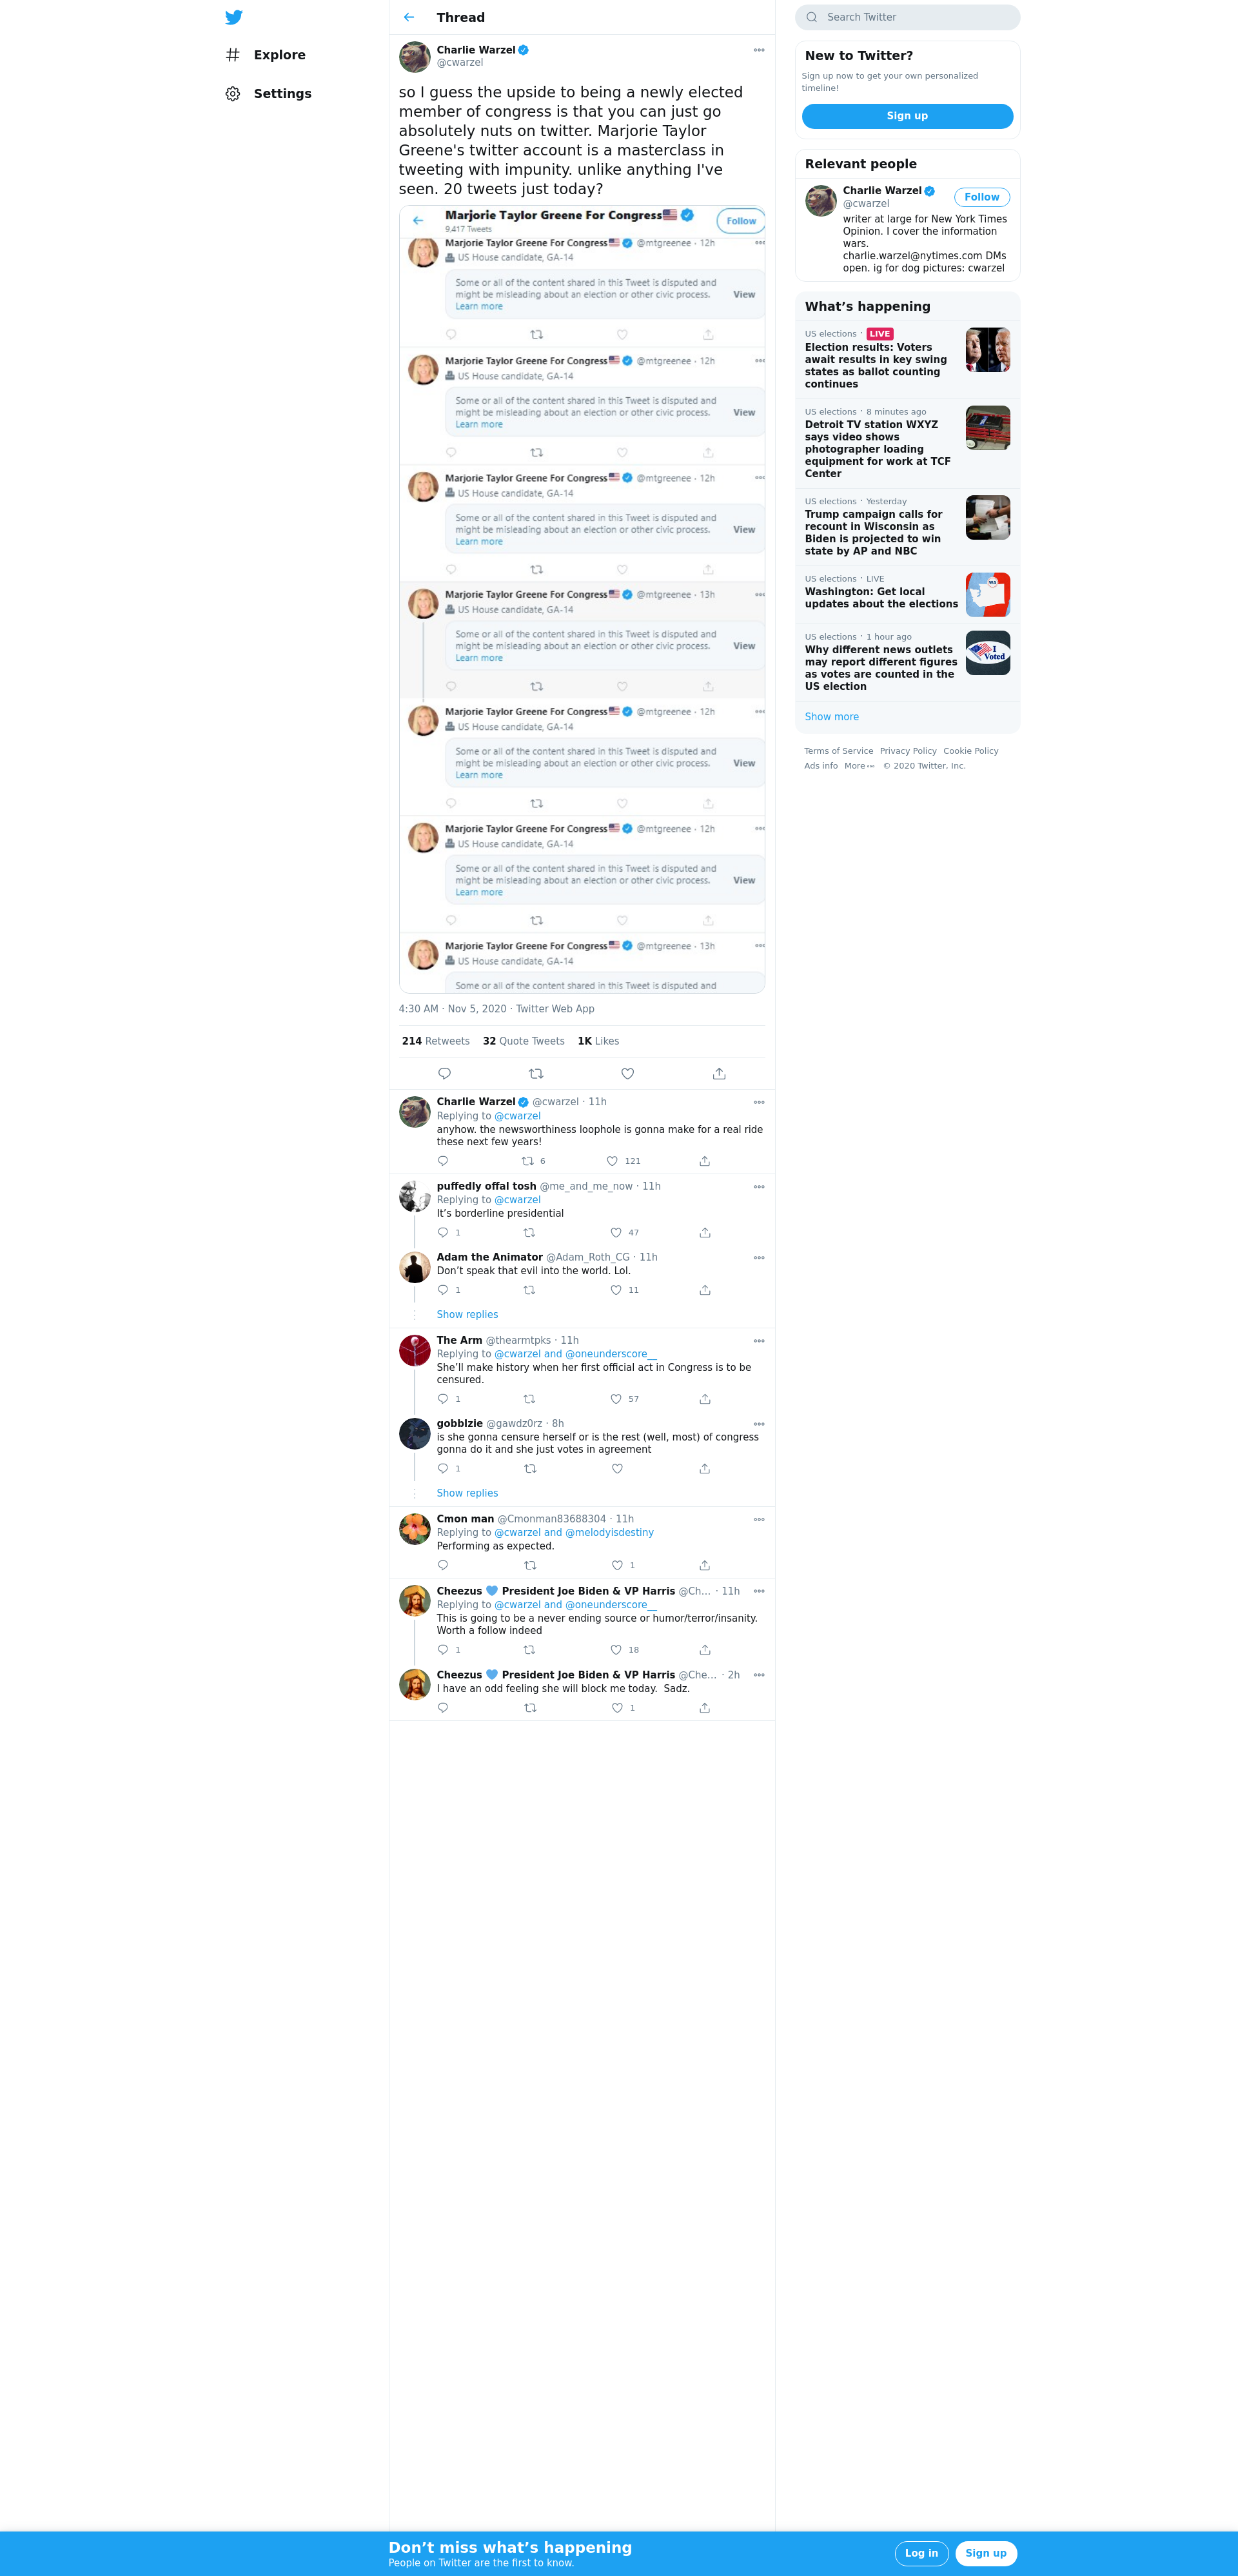 Explore
Settings
Thread
Charlie Warzel
@cwarzel
so I guess the upside to being a newly elected
member of congress is that you can just go
absolutely nuts on twitter. Marjorie Taylor
Greene's twitter account is a masterclass in
tweeting with impunity. unlike anything I've
seen. 20 tweets just today?
Marjorie Taylor Greene For Congress🇺🇸
9,417 Tweets
Follow
Marjorie Taylor Greene For Congress🇺🇸 @mtgreenee · 12h
US House candidate, GA-14
Some or all of the content shared in this Tweet is disputed and
might be misleading about an election or other civic process.
Learn more
View
Marjorie Taylor Greene For Congress🇺🇸 @mtgreenee · 12h
US House candidate, GA-14
Some or all of the content shared in this Tweet is disputed and
might be misleading about an election or other civic process.
Learn more
View
Marjorie Taylor Greene For Congress🇺🇸 @mtgreenee · 12h
US House candidate, GA-14
Some or all of the content shared in this Tweet is disputed and
might be misleading about an election or other civic process.
Learn more
View
Marjorie Taylor Greene For Congress🇺🇸 @mtgreenee · 13h
US House candidate, GA-14
Some or all of the content shared in this Tweet is disputed and
might be misleading about an election or other civic process.
Learn more
View
Marjorie Taylor Greene For Congress🇺🇸 @mtgreenee · 12h
US House candidate, GA-14
Some or all of the content shared in this Tweet is disputed and
might be misleading about an election or other civic process.
Learn more
View
Marjorie Taylor Greene For Congress🇺🇸 @mtgreenee · 12h
US House candidate, GA-14
Some or all of the content shared in this Tweet is disputed and
might be misleading about an election or other civic process.
Learn more
View
Marjorie Taylor Greene For Congress🇺🇸 @mtgreenee · 13h
US House candidate, GA-14
Some or all of the content shared in this Tweet is disputed and
4:30 AM · Nov 5, 2020 · Twitter Web App
214 Retweets 32 Quote Tweets 1K Likes
Charlie Warzel @cwarzel · 11h
Replying to @cwarzel
anyhow. the newsworthiness loophole is gonna make for a real ride
these next few years!
6 121
puffedly offal tosh @me_and_me_now · 11h
Replying to @cwarzel
It’s borderline presidential
1 47
Adam the Animator @Adam_Roth_CG · 11h
Don’t speak that evil into the world. Lol.
1 11
Show replies
The Arm @thearmtpks · 11h
Replying to @cwarzel and @oneunderscore__
She’ll make history when her first official act in Congress is to be
censured.
1 57
gobblzie @gawdz0rz · 8h
is she gonna censure herself or is the rest (well, most) of congress
gonna do it and she just votes in agreement
1
Show replies
Cmon man @Cmonman83688304 · 11h
Replying to @cwarzel and @melodyisdestiny
Performing as expected.
1
Cheezus 💙 President Joe Biden & VP Harris @Ch… · 11h
Replying to @cwarzel and @oneunderscore__
This is going to be a never ending source or humor/terror/insanity.
Worth a follow indeed
1 18
Cheezus 💙 President Joe Biden & VP Harris @Che… · 2h
I have an odd feeling she will block me today.  Sadz.
1
Search Twitter
New to Twitter?
Sign up now to get your own personalized
timeline!
Sign up
Relevant people
Charlie Warzel
@cwarzel
Follow
writer at large for New York Times
Opinion. I cover the information
wars.
charlie.warzel@nytimes.com DMs
open. ig for dog pictures: cwarzel
What’s happening
US elections · LIVE
Election results: Voters
await results in key swing
states as ballot counting
continues
US elections · 8 minutes ago
Detroit TV station WXYZ
says video shows
photographer loading
equipment for work at TCF
Center
US elections · Yesterday
Trump campaign calls for
recount in Wisconsin as
Biden is projected to win
state by AP and NBC
US elections · LIVE
Washington: Get local
updates about the elections
WA
US elections · 1 hour ago
Why different news outlets
may report different figures
as votes are counted in the
US election
I
Voted
Show more
Terms of Service Privacy Policy Cookie Policy
Ads info More © 2020 Twitter, Inc.
Don’t miss what’s happening
People on Twitter are the first to know.
Log in
Sign up